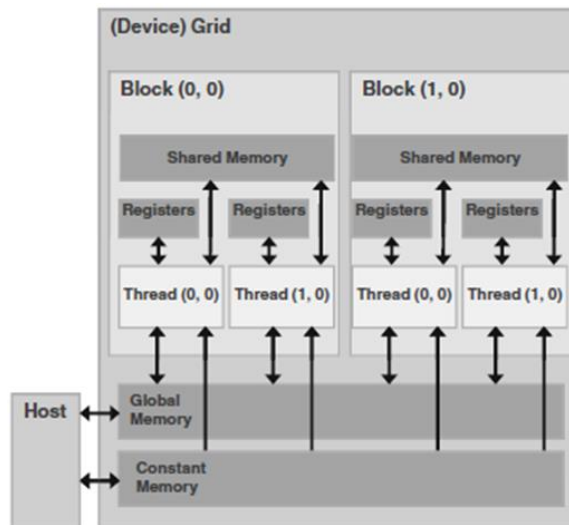 (Device) Grid
Block (0, 0)
Block (1, 0)
Shared Memory
Shared Memory
Registers
Registers
Registers
Registers
Thread (0, 0)
Thread (1, 0)
Thread (0, 0)
Thread (1, 0)
Host
Global
Memory
Constant
Memory